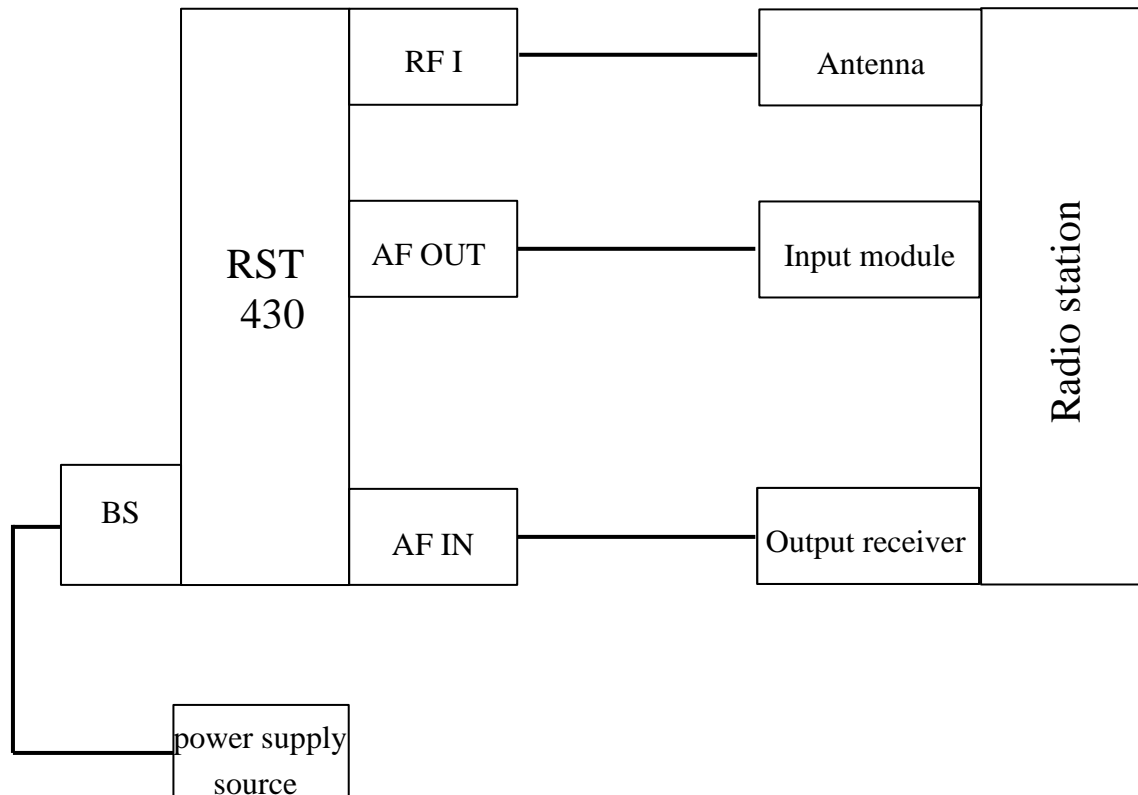 RF I
Antenna
RST
430
AF OUT
Input module
Radio station
BS
AF IN
Output receiver
power supply
source